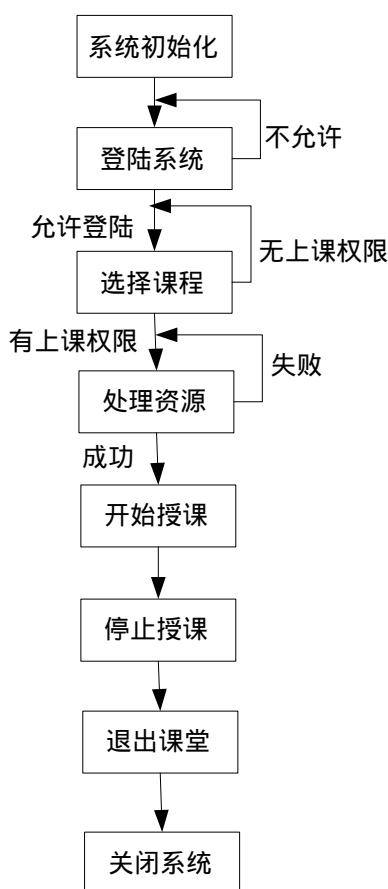 系统初始化
不允许
登陆系统
允许登陆
无上课权限
选择课程
有上课权限
失败
处理资源
成功
开始授课
停止授课
退出课堂
关闭系统